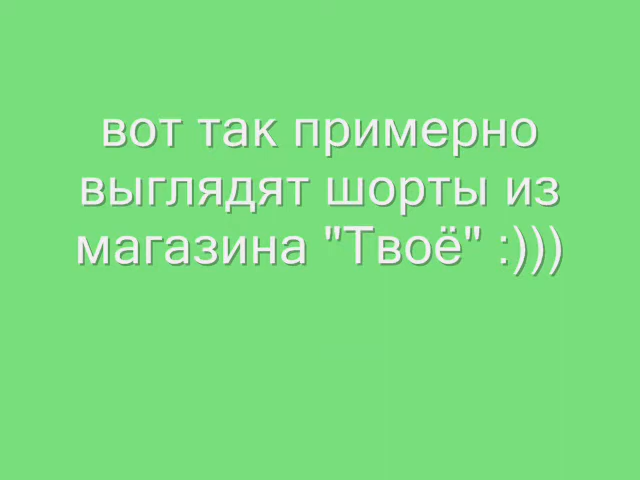 вот так примерно
выглядят шорты из
магазина "Твоё" :)))